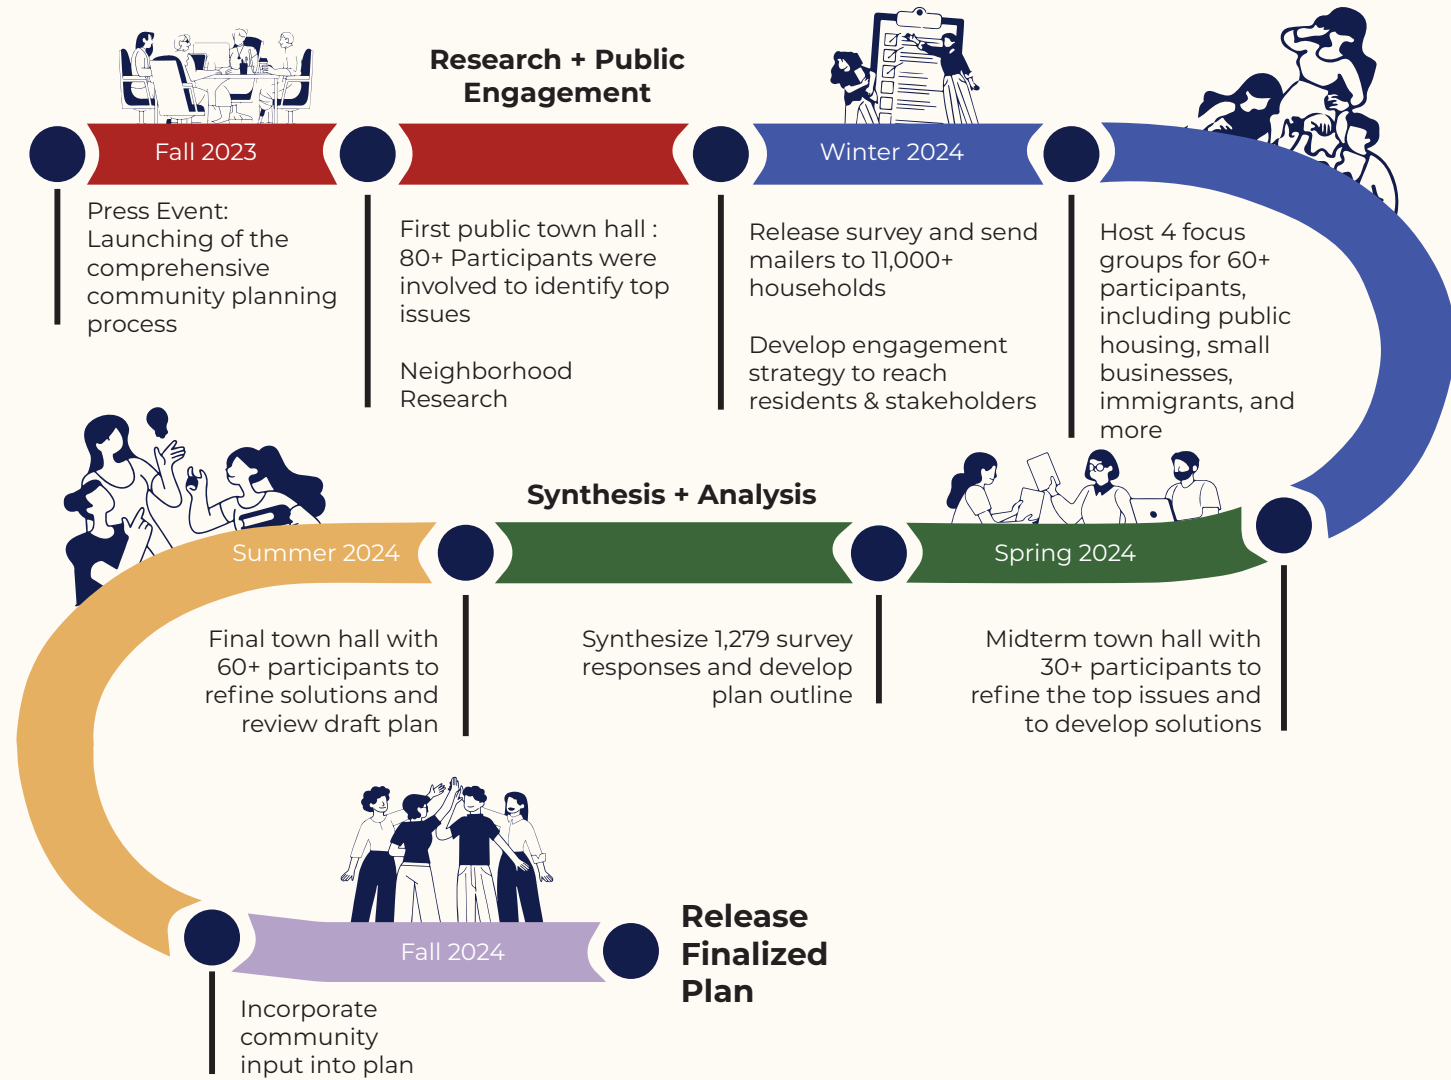 Research + Public
Engagement
Fall 2023
Winter 2024
Press Event:
Launching of the
comprehensive
community planning
process
First public town hall :
80+ Participants were
involved to identify top
issues
Neighborhood
Research
Release survey and send
mailers to 11,000+
households
Develop engagement
strategy to reach
residents & stakeholders
Host 4 focus
groups for 60+
participants,
including public
housing, small
businesses,
immigrants, and
more
Synthesis + Analysis
Spring 2024
Summer 2024
Midterm town hall with
30+ participants to
refine the top issues and
to develop solutions
Synthesize 1,279 survey
responses and develop
plan outline
Final town hall with
60+ participants to
refine solutions and
review draft plan
Fall 2024
Incorporate
community
input into plan
Release
Finalized
Plan